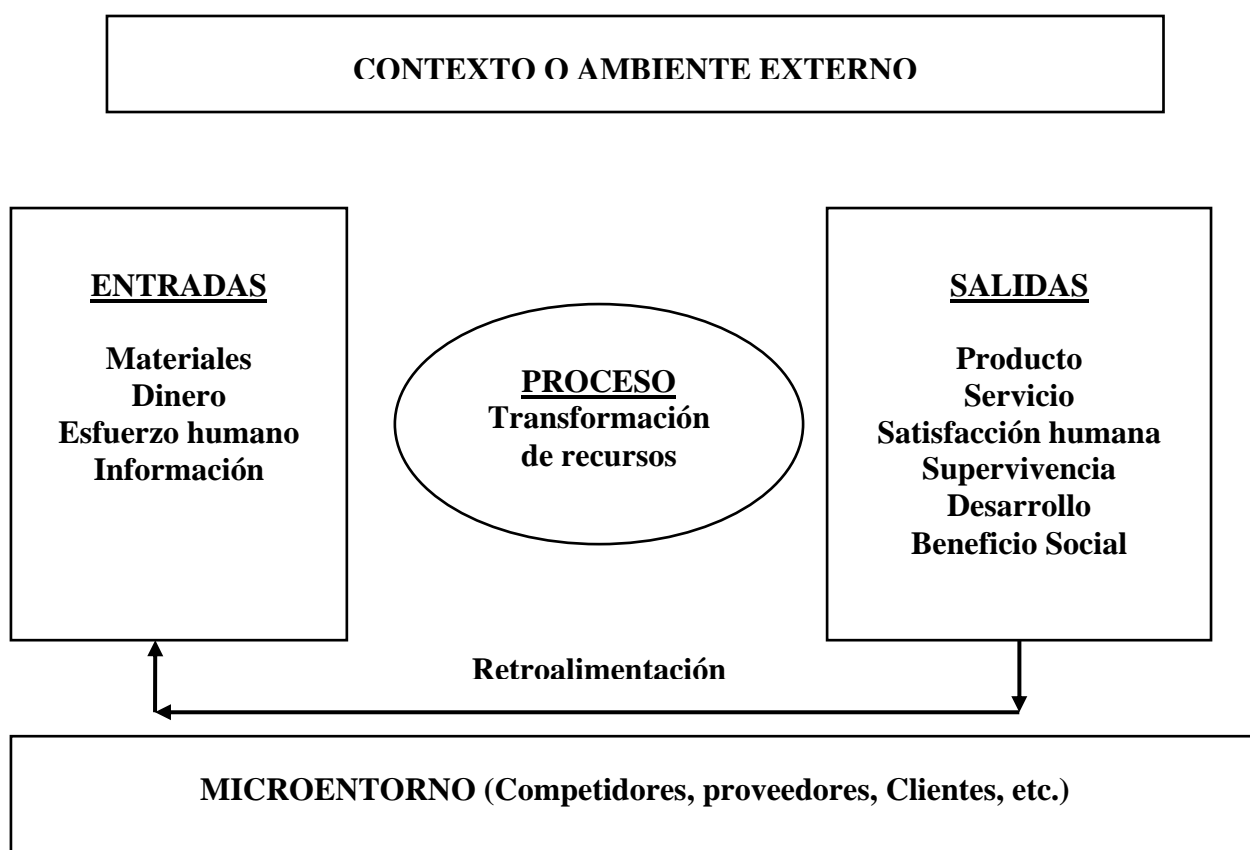 CONTEXTO O AMBIENTE EXTERNO
ENTRADAS
Materiales
Dinero
Esfuerzo humano
Información
PROCESO
Transformación
de recursos
SALIDAS
Producto
Servicio
Satisfacción humana
Supervivencia
Desarrollo
Beneficio Social
Retroalimentación
MICROENTORNO (Competidores, proveedores, Clientes, etc.)